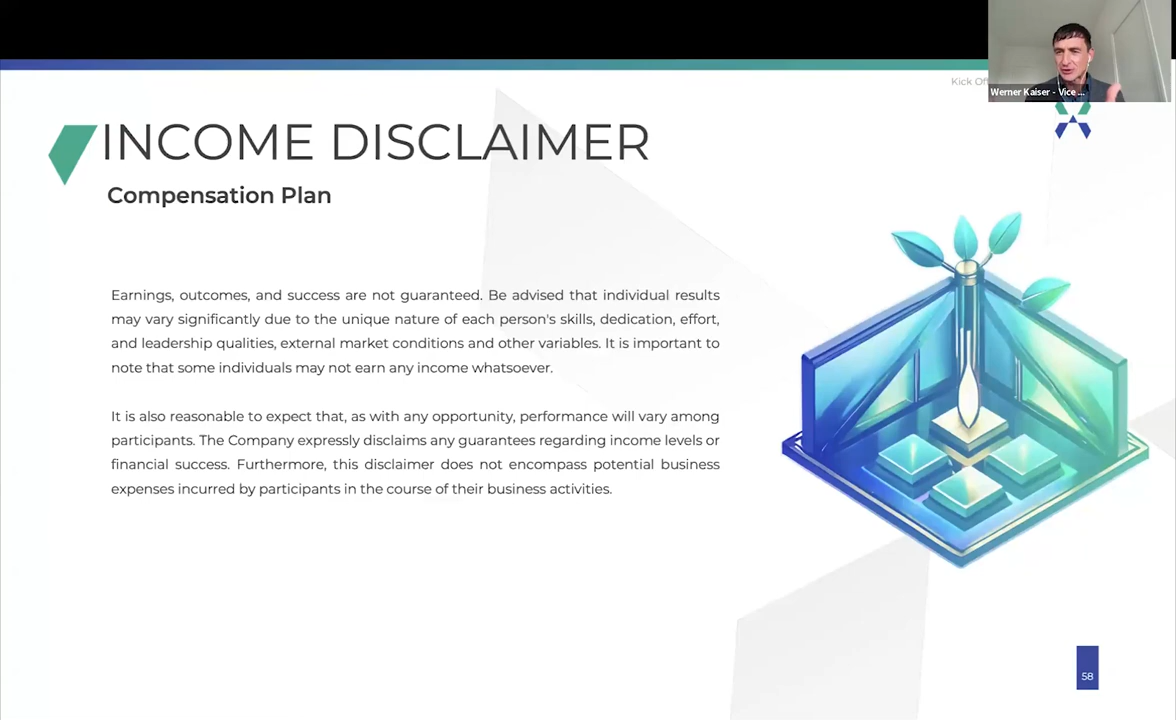 Kick Of
Werner Kaiser - Vice ...
INCOME DISCLAIMER
Compensation Plan
Earnings, outcomes, and success are not guaranteed. Be advised that individual results
may vary significantly due to the unique nature of each person's skills, dedication, effort,
and leadership qualities, external market conditions and other variables. It is important to
note that some individuals may not earn any income whatsoever.
It is also reasonable to expect that, as with any opportunity, performance will vary among
participants. The Company expressly disclaims any guarantees regarding income levels or
financial success. Furthermore, this disclaimer does not encompass potential business
expenses incurred by participants in the course of their business activities.
58